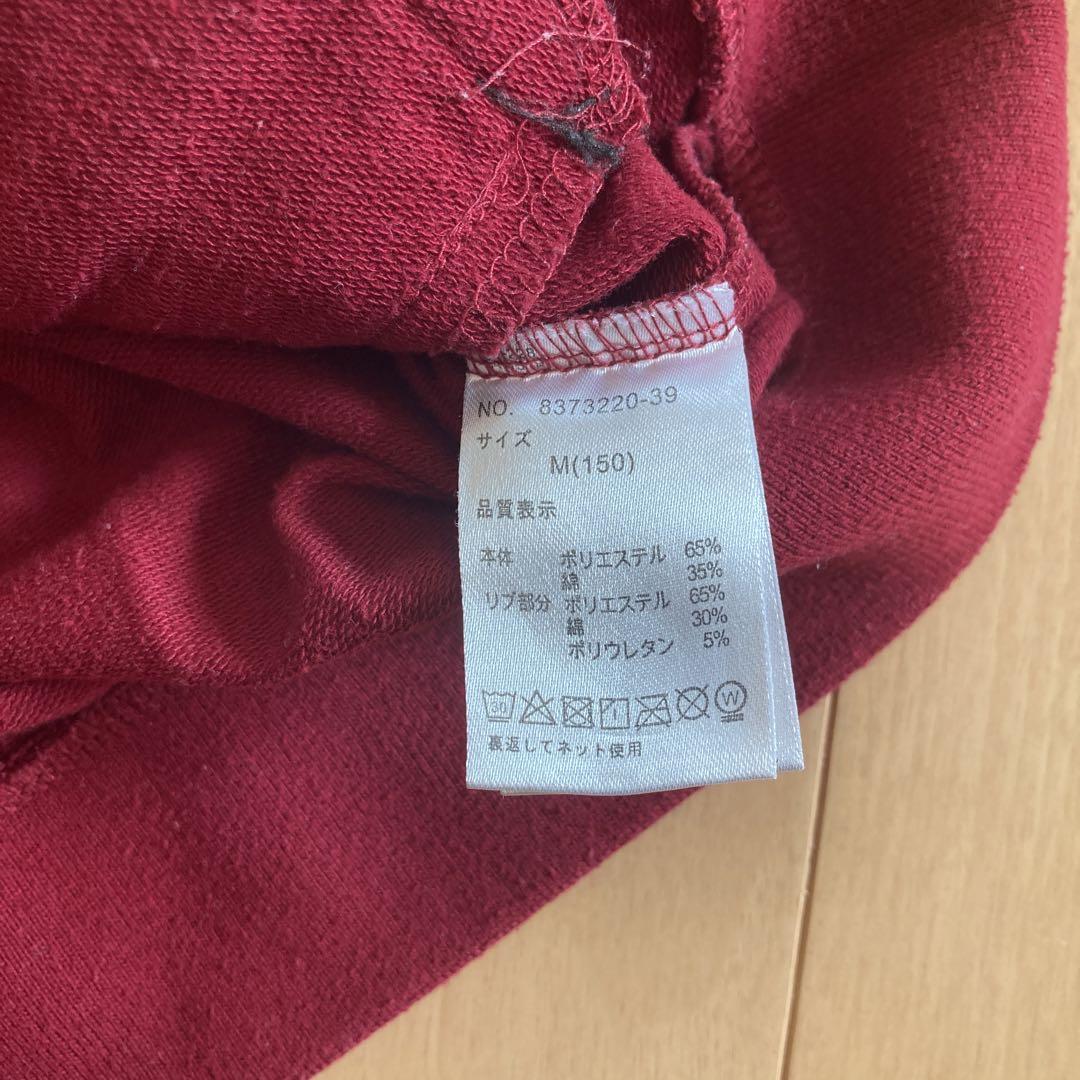 NO. 8373220-39
サイズ
M(150)
品質表示
本体 ポリエステル 65%
綿 35%
リブ部分 ポリエステル 65%
綿 30%
ポリウレタン 5%
30 W
裏返してネット使用